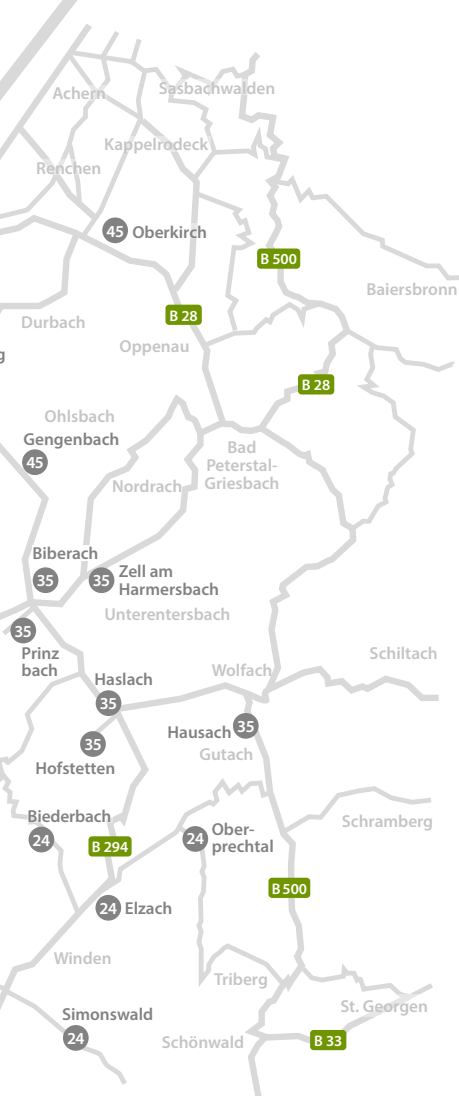 Achern
Sasbachwalden
Kappelrodeck
Renchen
45 Oberkirch
B 500
Baiersbronn
B 28
Durbach
Oppenau
g
B 28
Ohlsbach
Gengenbach
45
Bad
Peterstal-
Griesbach
Nordrach
Biberach
35
35
Zell am
Harmersbach
Unterentersbach
35
Prinz
bach
Schiltach
Wolfach
Haslach
35
Hausach 35
35
Hofstetten
Gutach
Biederbach
24
Schramberg
24
Ober-
prechtal
B 294
B 500
24 Elzach
Winden
Triberg
St. Georgen
Simonswald
24
Schönwald
B 33